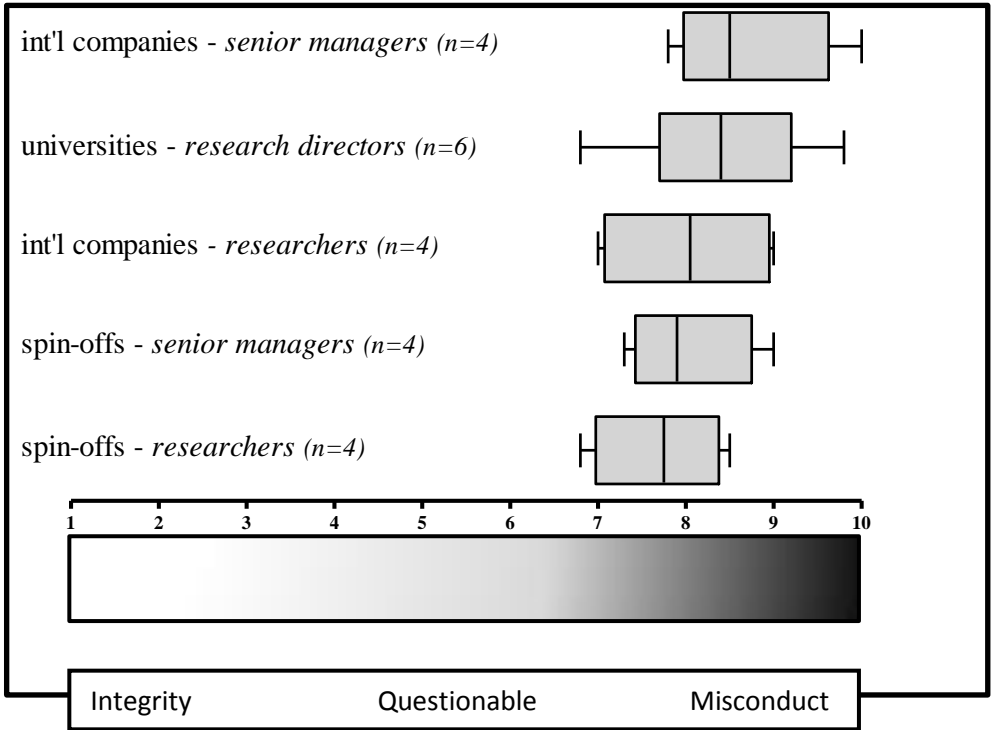 int'l companies - senior managers (n=4)
universities - research directors (n=6)
int'l companies - researchers (n=4)
spin-offs - senior managers (n=4)
spin-offs - researchers (n=4)
1 2 3 4 5 6 7 8 9 10
Integrity Questionable Misconduct